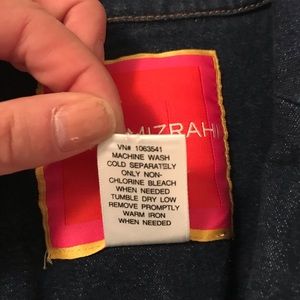 MIZRAHI
VN# 1063541
MACHINE WASH
COLD SEPARATELY
ONLY NON-
CHLORINE BLEACH
WHEN NEEDED
TUMBLE DRY LOW
REMOVE PROMPTLY
WARM IRON
WHEN NEEDED